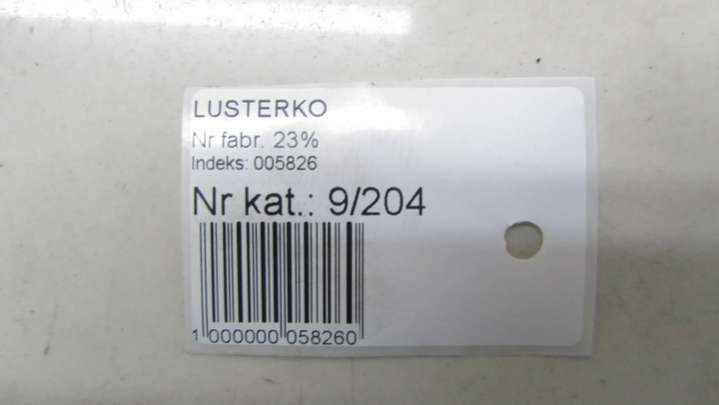 LUSTERKO
Nr fabr. 23%
Indeks: 005826
Nr kat.: 9/204
1 000000 058260